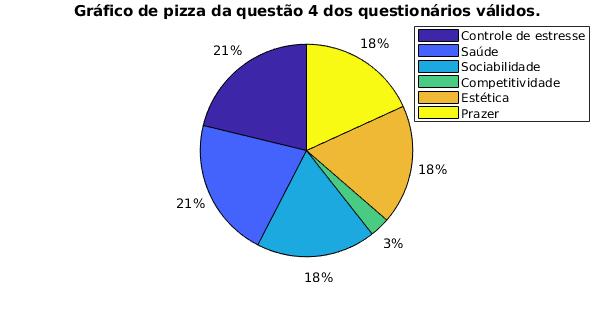 Gráfico de pizza da questão 4 dos questionários válidos.
Controle de estresse
Saúde
Sociabilidade
Competitividade
Estética
Prazer
21%
18%
18%
21%
3%
18%